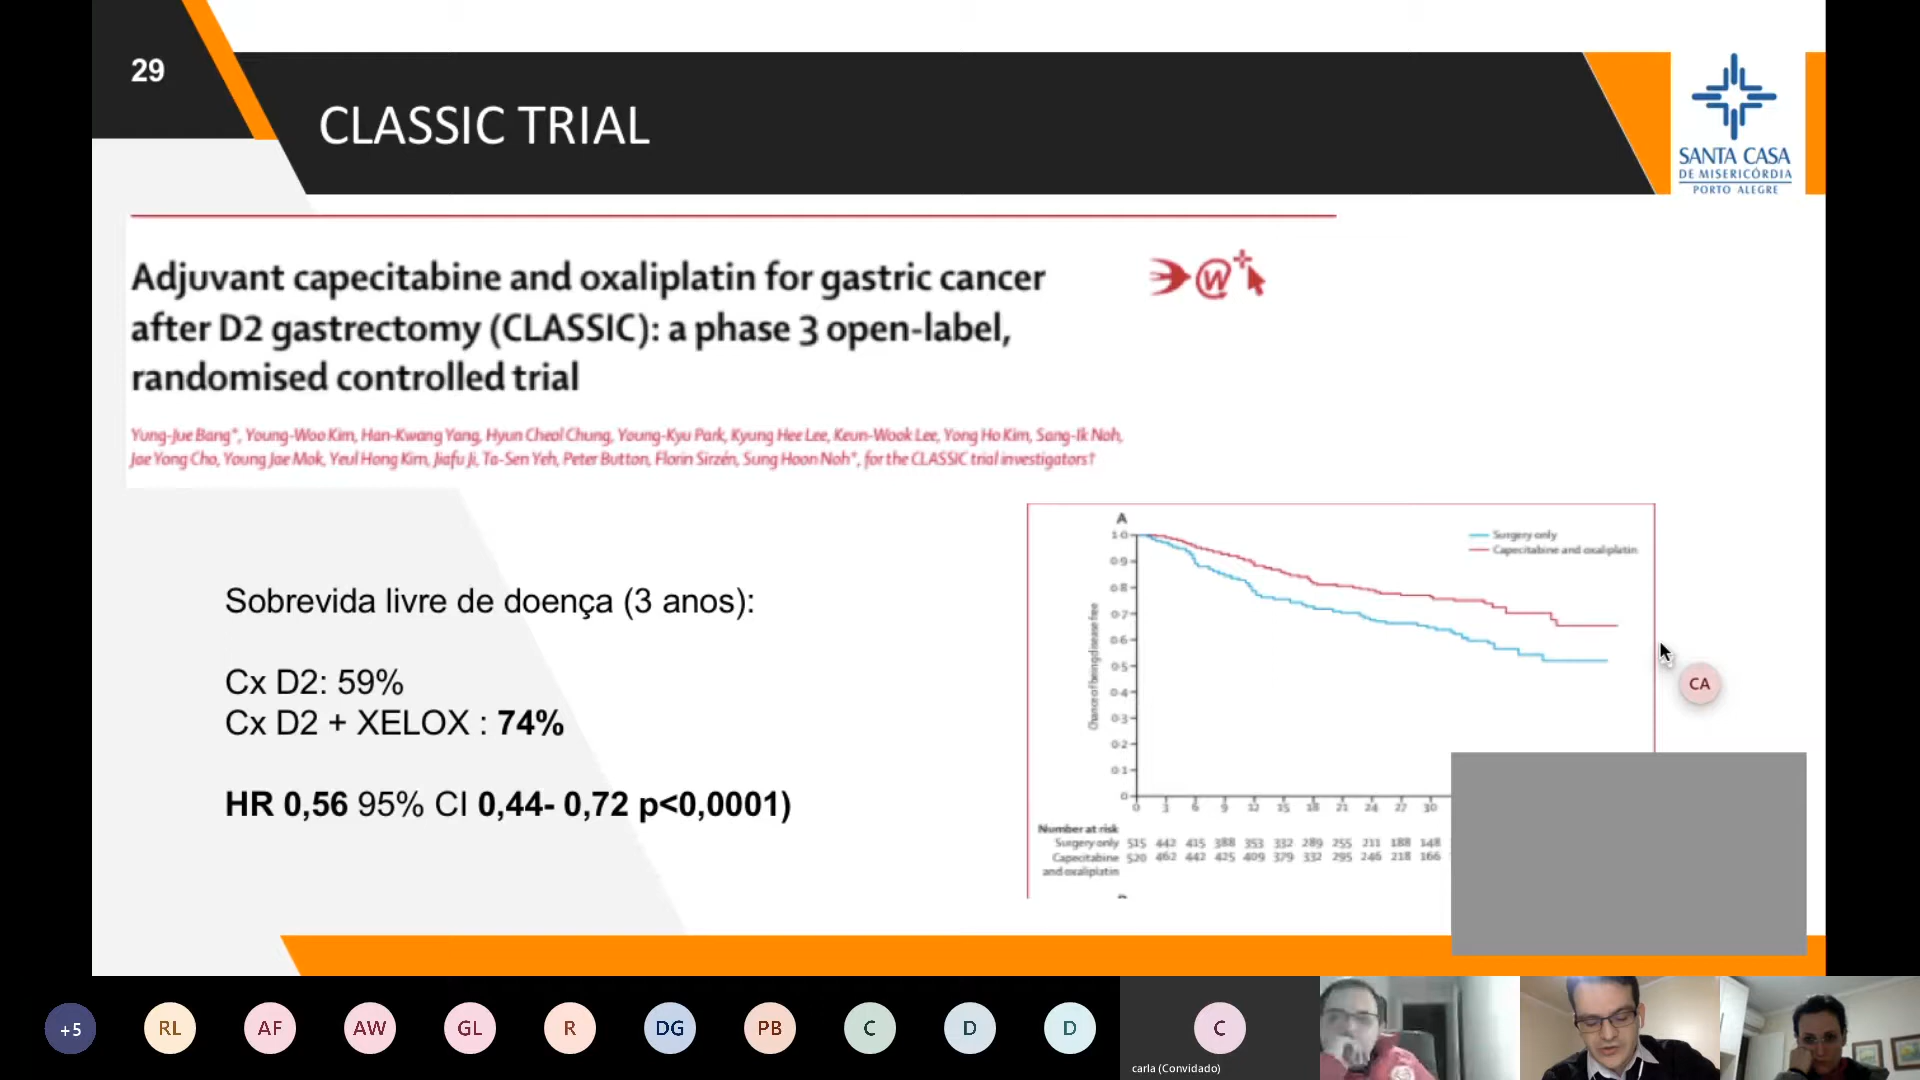 29
CLASSIC TRIAL
SANTA CASA
DE MISERICÓRDIA
PORTO ALEGRE
Adjuvant capecitabine and oxaliplatin for gastric cancer
after D2 gastrectomy (CLASSIC): a phase 3 open-label,
randomised controlled trial
Yung-Jue Bang*, Young-Woo Kim, Han-Kwang Yang, Hyun Cheol Chung, Young-Kyu Park, Kyung Hee Lee, Keun-Wook Lee, Yong Ho Kim, Sang-Ik Noh,
Jae Yong Cho, Young Jae Mok, Yeul Hong Kim, Jiafu Ji, Ta-Sen Yeh, Peter Button, Florin Sirzén, Sung Hoon Noh*, for the CLASSIC trial investigators†
Sobrevida livre de doença (3 anos):
Cx D2: 59%
Cx D2 + XELOX : 74%
HR 0,56 95% CI 0,44- 0,72 p<0,0001)
A
Surgery only
Capecitabine and oxaliplatin
Chance of being disease free
1·0
0·9
0·8
0·7
0·6
0·5
0·4
0·3
0·2
0·1
0
0 3 6 9 12 15 18 21 24 27 30
Number at risk
Surgery only 515 442 415 388 353 332 289 255 211 188 148
Capecitabine 520 462 442 425 409 379 332 295 246 218 166
and oxaliplatin
CA
+5 RL AF AW GL R DG PB C D D C
carla (Convidado)